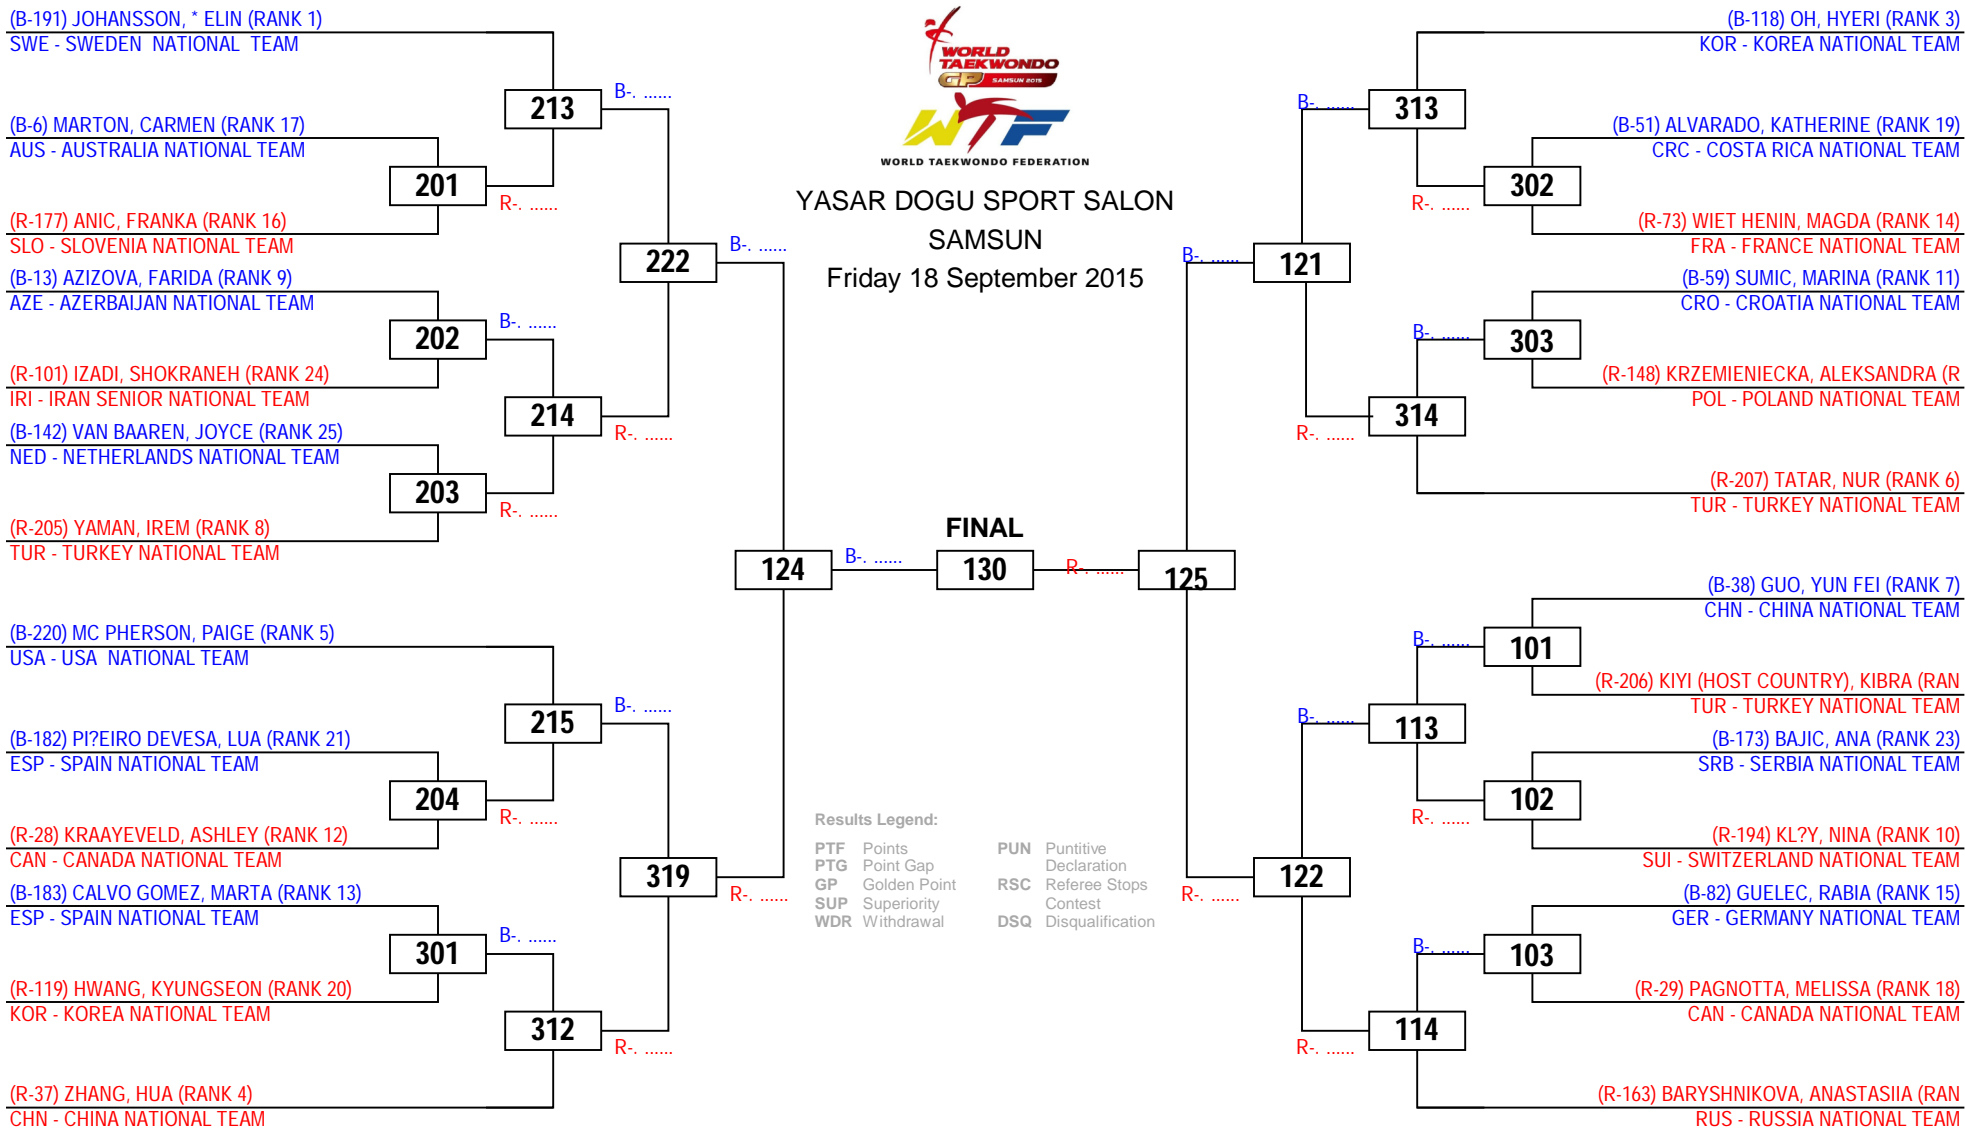 (B-191) JOHANSSON, * ELIN (RANK 1)
SWE - SWEDEN NATIONAL TEAM
213
B-. ......
(B-6) MARTON, CARMEN (RANK 17)
AUS - AUSTRALIA NATIONAL TEAM
201
R-. ......
(R-177) ANIC, FRANKA (RANK 16)
SLO - SLOVENIA NATIONAL TEAM
222
B-. ......
(B-13) AZIZOVA, FARIDA (RANK 9)
AZE - AZERBAIJAN NATIONAL TEAM
202
B-. ......
(R-101) IZADI, SHOKRANEH (RANK 24)
IRI - IRAN SENIOR NATIONAL TEAM
214
R-. ......
(B-142) VAN BAAREN, JOYCE (RANK 25)
NED - NETHERLANDS NATIONAL TEAM
203
R-. ......
(R-205) YAMAN, IREM (RANK 8)
TUR - TURKEY NATIONAL TEAM
124
B-. ......
(B-220) MC PHERSON, PAIGE (RANK 5)
USA - USA NATIONAL TEAM
215
B-. ......
(B-182) PI?EIRO DEVESA, LUA (RANK 21)
ESP - SPAIN NATIONAL TEAM
204
R-. ......
(R-28) KRAAYEVELD, ASHLEY (RANK 12)
CAN - CANADA NATIONAL TEAM
319
R-. ......
(B-183) CALVO GOMEZ, MARTA (RANK 13)
ESP - SPAIN NATIONAL TEAM
301
B-. ......
(R-119) HWANG, KYUNGSEON (RANK 20)
KOR - KOREA NATIONAL TEAM
312
R-. ......
(R-37) ZHANG, HUA (RANK 4)
CHN - CHINA NATIONAL TEAM
WORLD
TAEKWONDO
GP SAMSUN 2015
WTF
WORLD TAEKWONDO FEDERATION
YASAR DOGU SPORT SALON
SAMSUN
Friday 18 September 2015
FINAL
130
Results Legend:
PTF Points
PTG Point Gap
GP Golden Point
SUP Superiority
WDR Withdrawal
PUN Puntitive
Declaration
RSC Referee Stops
Contest
DSQ Disqualification
(B-118) OH, HYERI (RANK 3)
KOR - KOREA NATIONAL TEAM
B-. ......
313
(B-51) ALVARADO, KATHERINE (RANK 19)
CRC - COSTA RICA NATIONAL TEAM
302
R-. ......
(R-73) WIET HENIN, MAGDA (RANK 14)
FRA - FRANCE NATIONAL TEAM
B-. ......
121
(B-59) SUMIC, MARINA (RANK 11)
CRO - CROATIA NATIONAL TEAM
B-. ......
303
(R-148) KRZEMIENIECKA, ALEKSANDRA (R
POL - POLAND NATIONAL TEAM
314
R-. ......
(R-207) TATAR, NUR (RANK 6)
TUR - TURKEY NATIONAL TEAM
R-. ......
125
(B-38) GUO, YUN FEI (RANK 7)
CHN - CHINA NATIONAL TEAM
B-. ......
101
(R-206) KIYI (HOST COUNTRY), KIBRA (RAN
TUR - TURKEY NATIONAL TEAM
B-. ......
113
(B-173) BAJIC, ANA (RANK 23)
SRB - SERBIA NATIONAL TEAM
102
R-. ......
(R-194) KL?Y, NINA (RANK 10)
SUI - SWITZERLAND NATIONAL TEAM
122
R-. ......
(B-82) GUELEC, RABIA (RANK 15)
GER - GERMANY NATIONAL TEAM
B-. ......
103
(R-29) PAGNOTTA, MELISSA (RANK 18)
CAN - CANADA NATIONAL TEAM
114
R-. ......
(R-163) BARYSHNIKOVA, ANASTASIIA (RAN
RUS - RUSSIA NATIONAL TEAM